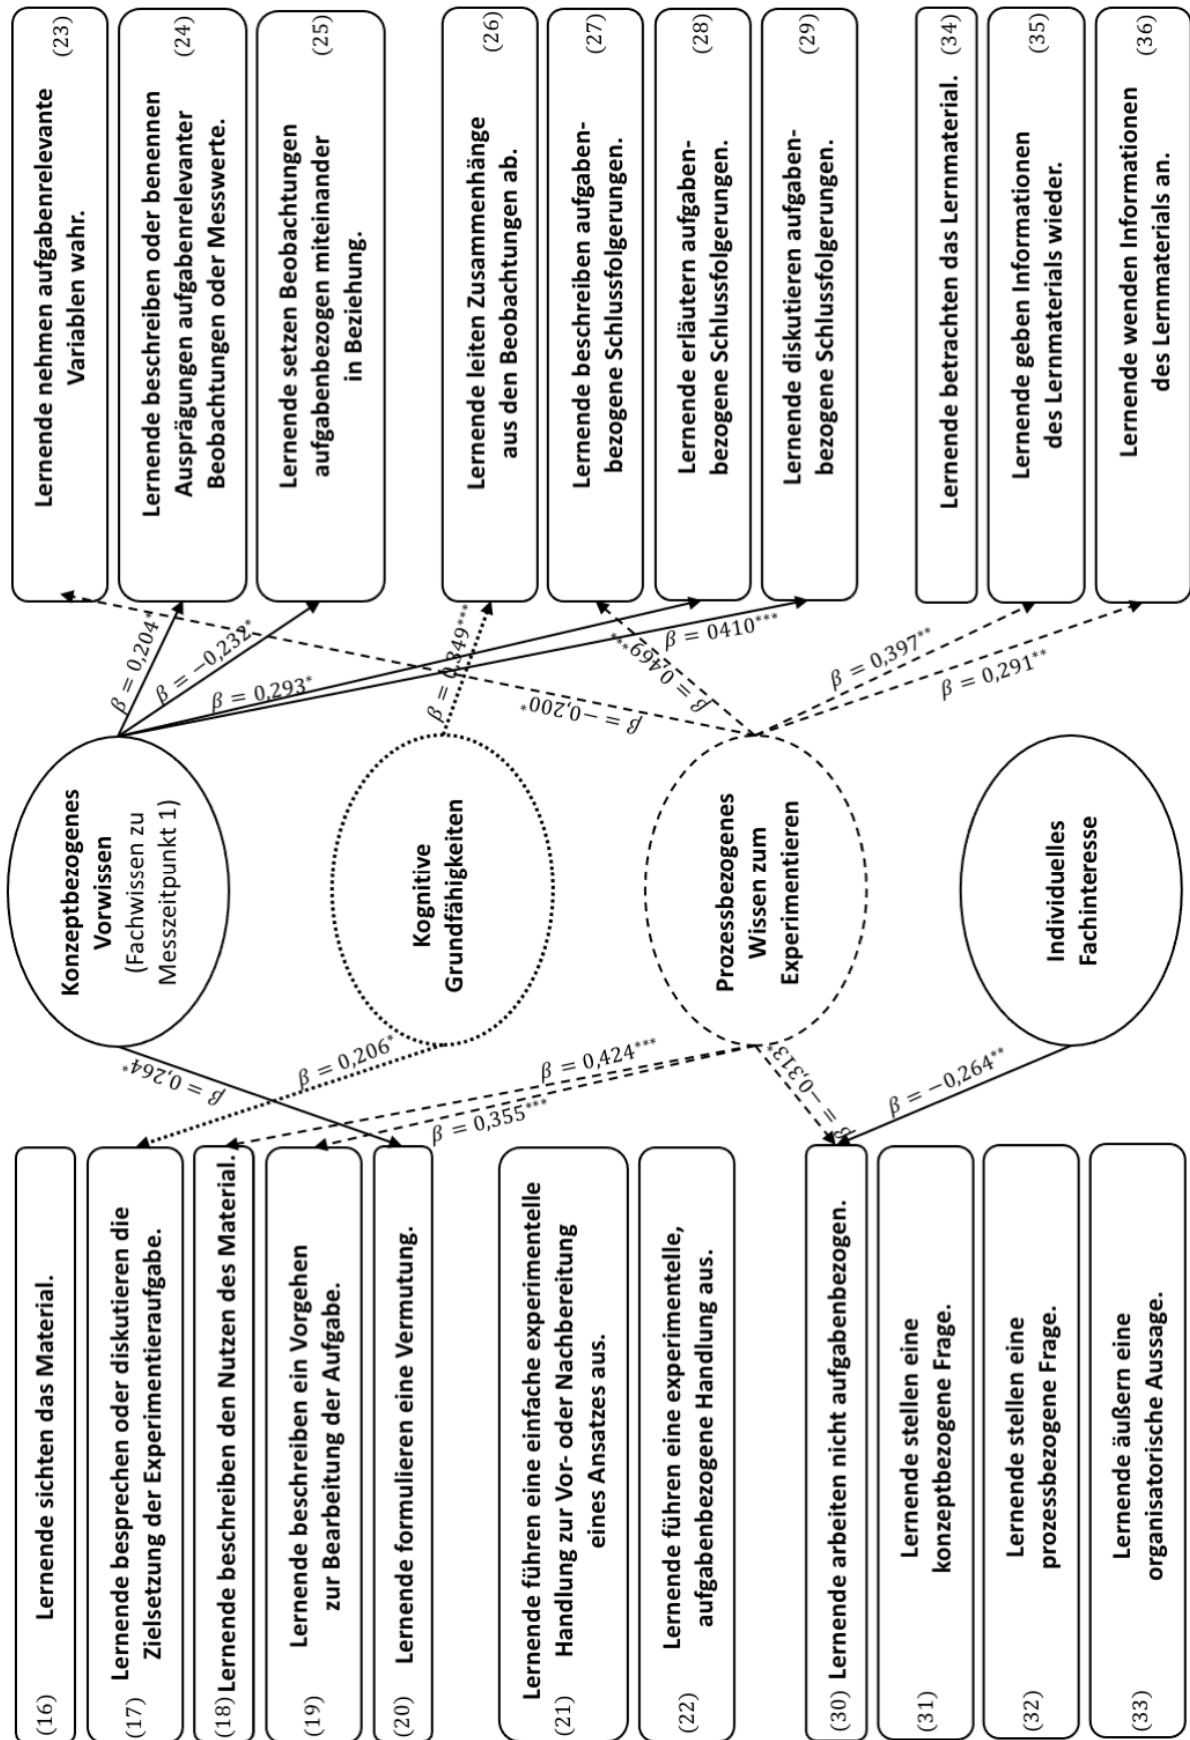 (16) Lernende sichten das Material.
(17) Lernende besprechen oder diskutieren die
Zielsetzung der Experimentieraufgabe.
(18) Lernende beschreiben den Nutzen des Material.
(19) Lernende beschreiben ein Vorgehen
zur Bearbeitung der Aufgabe.
(20) Lernende formulieren eine Vermutung.
(21) Lernende führen eine einfache experimentelle
Handlung zur Vor- oder Nachbereitung
eines Ansatzes aus.
(22) Lernende führen eine experimentelle,
aufgabenbezogene Handlung aus.
(30) Lernende arbeiten nicht aufgabenbezogen.
(31) Lernende stellen eine
konzeptbezogene Frage.
(32) Lernende stellen eine
prozessbezogene Frage.
(33) Lernende äußern eine
organisatorische Aussage.
β = 0,264*
β = 0,206*
β = 0,424***
β = 0,355***
β = −0,313*
β = −0,264**
Konzeptbezogenes
Vorwissen
(Fachwissen zu
Messzeitpunkt 1)
Kognitive
Grundfähigkeiten
Prozessbezogenes
Wissen zum
Experimentieren
Individuelles
Fachinteresse
β = 0,204*
β = −0,232*
β = 0,293*
β = 0,349***
β = −0,200*
β = 0,469***
β = 0410***
β = 0,397**
β = 0,291**
Lernende nehmen aufgabenrelevante (23)
Variablen wahr.
Lernende beschreiben oder benennen (24)
Ausprägungen aufgabenrelevanter
Beobachtungen oder Messwerte.
Lernende setzen Beobachtungen (25)
aufgabenbezogen miteinander
in Beziehung.
Lernende leiten Zusammenhänge (26)
aus den Beobachtungen ab.
Lernende beschreiben aufgaben- (27)
bezogene Schlussfolgerungen.
Lernende erläutern aufgaben- (28)
bezogene Schlussfolgerungen.
Lernende diskutieren aufgaben- (29)
bezogene Schlussfolgerungen.
Lernende betrachten das Lernmaterial. (34)
Lernende geben Informationen (35)
des Lernmaterials wieder.
Lernende wenden Informationen (36)
des Lernmaterials an.